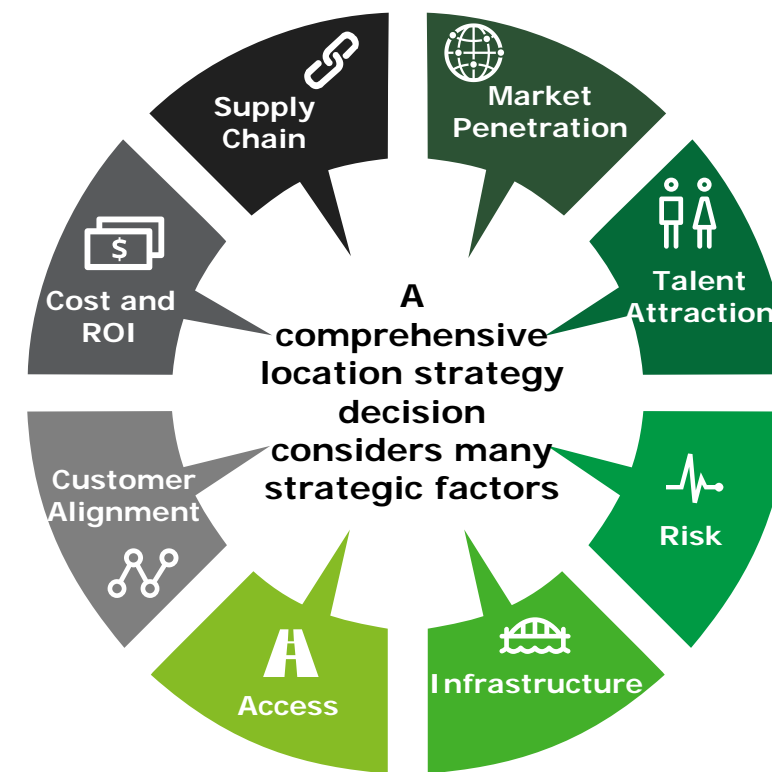 Supply
Chain
Market
Penetration
$
Cost and
ROI
Talent
Attraction
A
comprehensive
location strategy
decision
considers many
strategic factors
Customer
Alignment
Risk
Access
Infrastructure